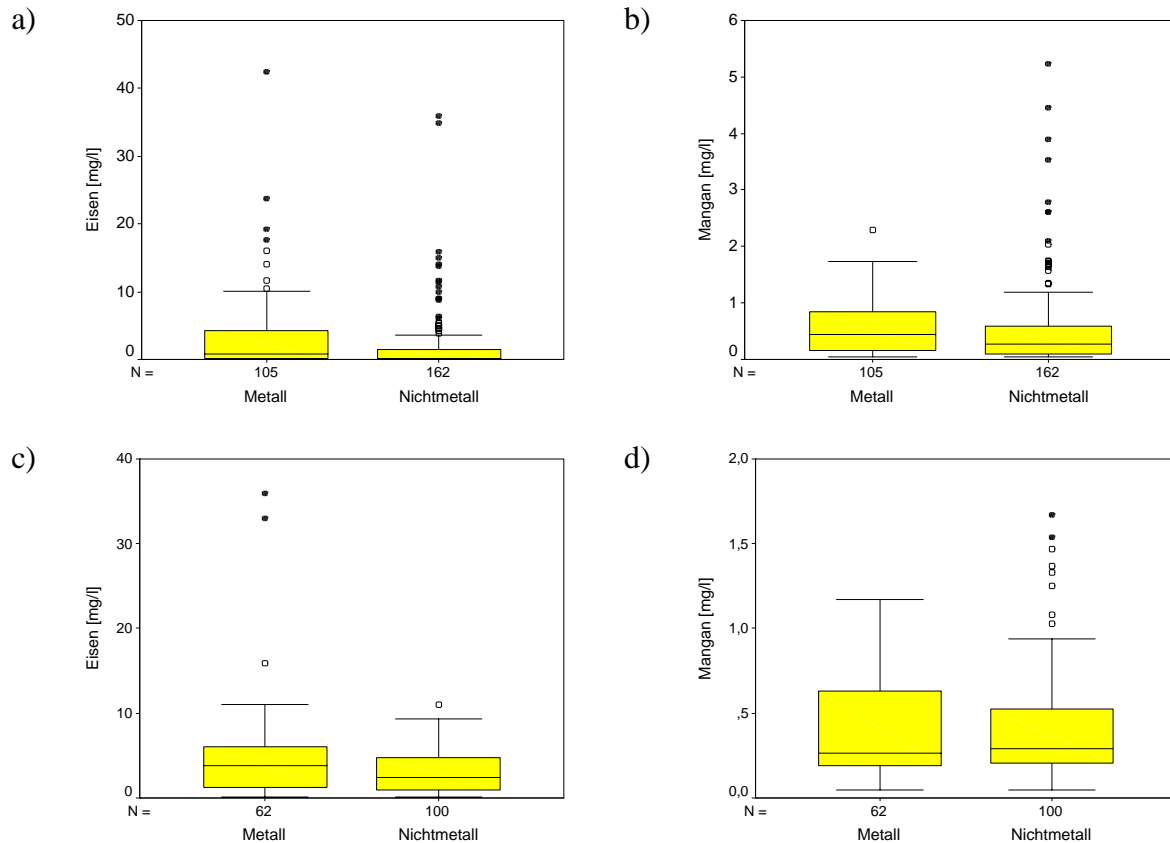 a)
50
40
30
20
10
0
Eisen [mg/l]
N = 105 162
Metall Nichtmetall
b)
6
5
4
3
2
1
0
Mangan [mg/l]
N = 105 162
Metall Nichtmetall
c)
40
30
20
10
0
Eisen [mg/l]
N = 62 100
Metall Nichtmetall
d)
2,0
1,5
1,0
,5
0,0
Mangan [mg/l]
N = 62 100
Metall Nichtmetall